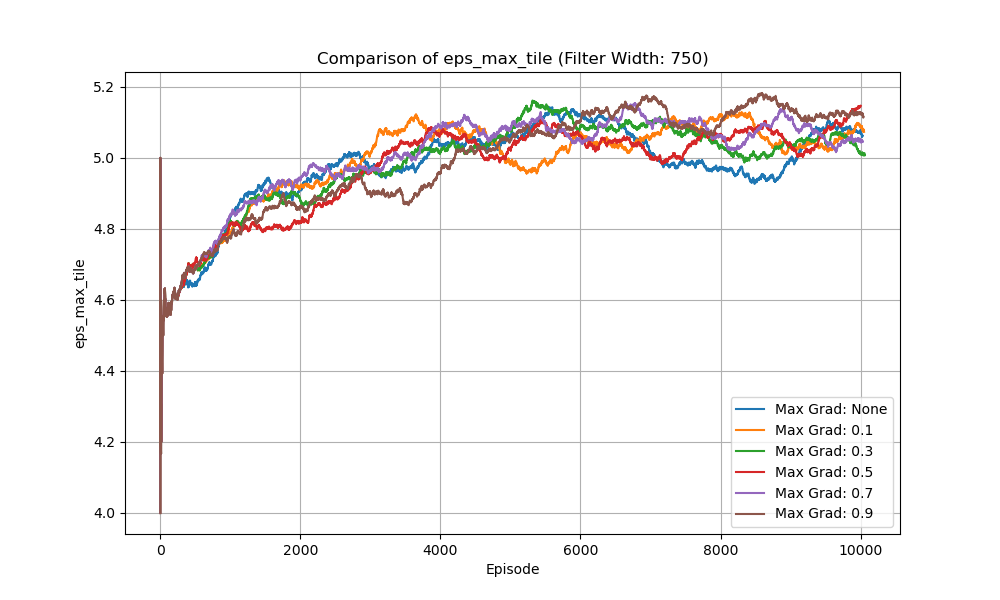 Comparison of eps_max_tile (Filter Width: 750)
eps_max_tile
5.2
5.0
4.8
4.6
4.4
4.2
4.0
Max Grad: None
Max Grad: 0.1
Max Grad: 0.3
Max Grad: 0.5
Max Grad: 0.7
Max Grad: 0.9
0 2000 4000 6000 8000 10000
Episode